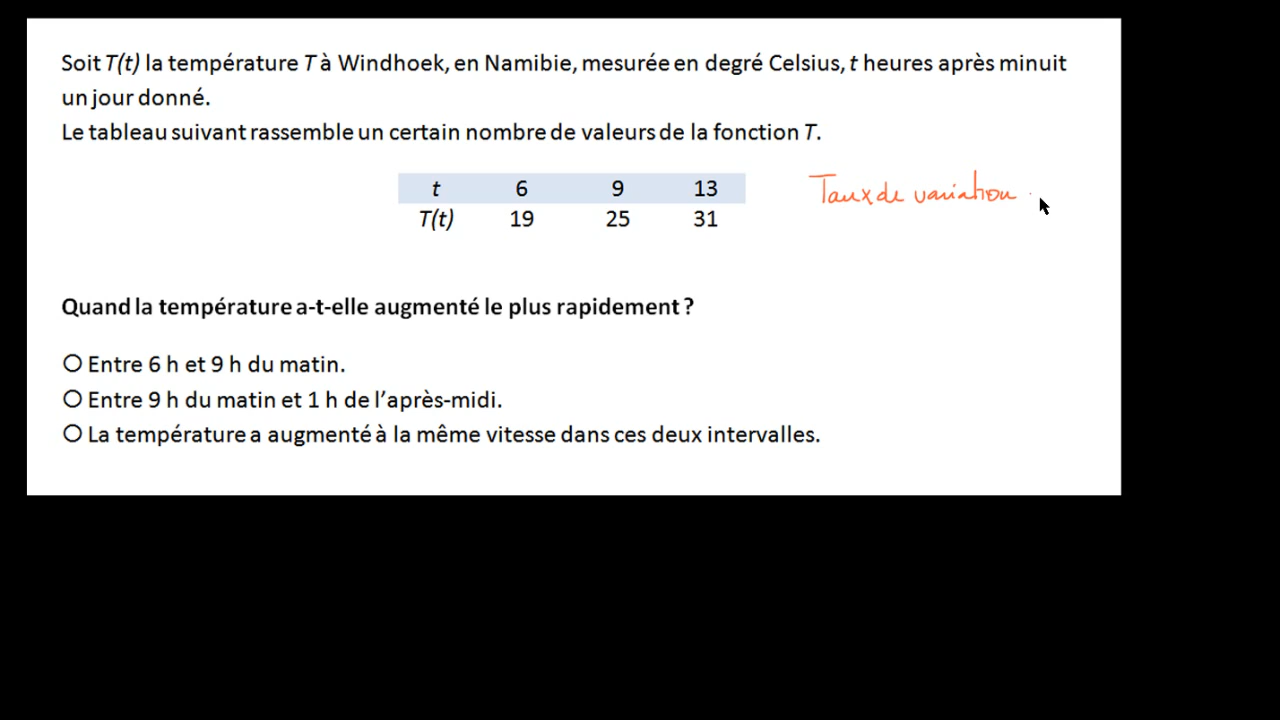 Soit T(t) la température T à Windhoek, en Namibie, mesurée en degré Celsius, t heures après minuit
un jour donné.
Le tableau suivant rassemble un certain nombre de valeurs de la fonction T.
t 6 9 13
Taux de variation
T(t) 19 25 31
Quand la température a-t-elle augmenté le plus rapidement ?
Entre 6 h et 9 h du matin.
Entre 9 h du matin et 1 h de l’après-midi.
La température a augmenté à la même vitesse dans ces deux intervalles.